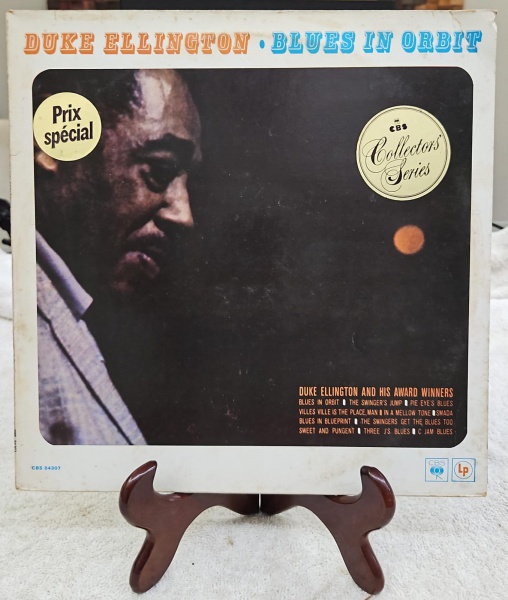 DUKE ELLINGTON • BLUES IN ORBIT
Prix
spécial
CBS
Collectors'
Series
DUKE ELLINGTON AND HIS AWARD WINNERS
BLUES IN ORBIT THE SWINGER'S JUMP PIE EYE'S BLUES
VILLES VILLE IS THE PLACE, MAN IN A MELLOW TONE SMADA
BLUES IN BLUEPRINT THE SWINGERS GET THE BLUES TOO
SWEET AND PUNGENT THREE J'S BLUES C JAM BLUES
CBS 54307
CBS
LP